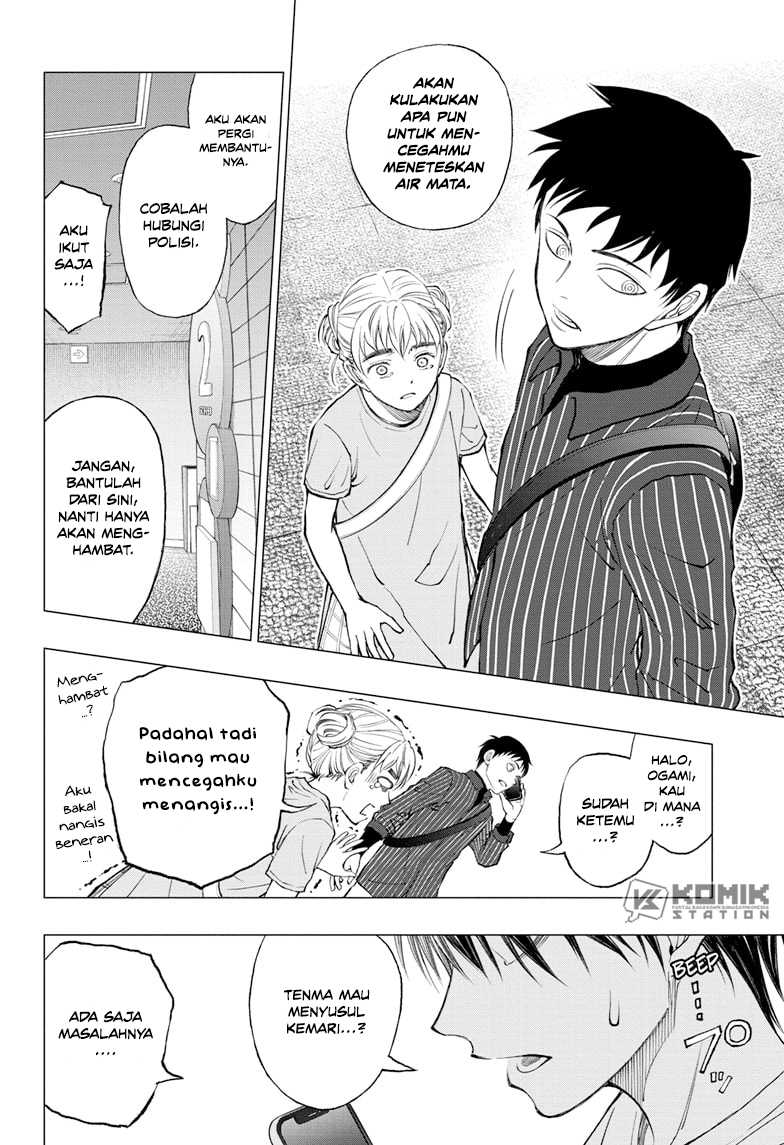 AKAN
KULAKUKAN
APA PUN
UNTUK MEN-
CEGAHMU
MENETESKAN
AIR MATA.
AKU AKAN
PERGI
MEMBANTU-
NYA.
COBALAH
HUBUNGI
POLISI.
AKU
IKUT
SAJA
...!
2
JANGAN,
BANTULAH
DARI SINI,
NANTI HANYA
AKAN MENG-
HAMBAT.
HALO,
OGAMI,
KAU
DI MANA
...?
SUDAH
KETEMU
...?
Padahal tadi
bilang mau
mencegahku
menangis...!
Meng-
hambat
...?
Aku
bakal
nangis
Beneran
...!
KOMIK
STATION
BEEP
プツ
TENMA MAU
MENYUSUL
KEMARI...?
ADA SAJA
MASALAHNYA
....